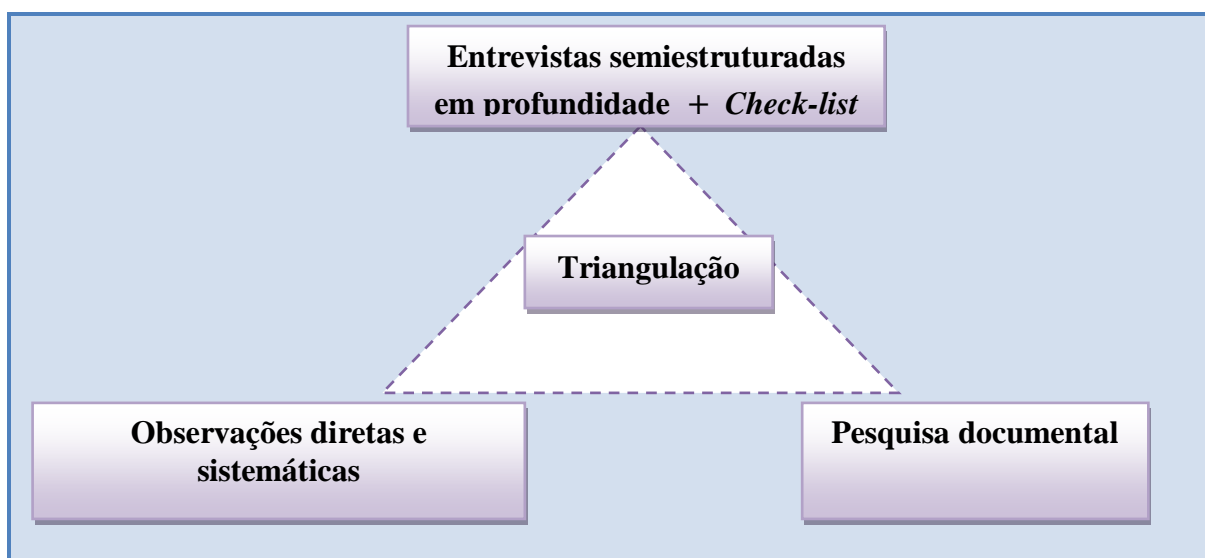 Entrevistas semiestruturadas
em profundidade + Check-list
Triangulação
Observações diretas e
sistemáticas
Pesquisa documental